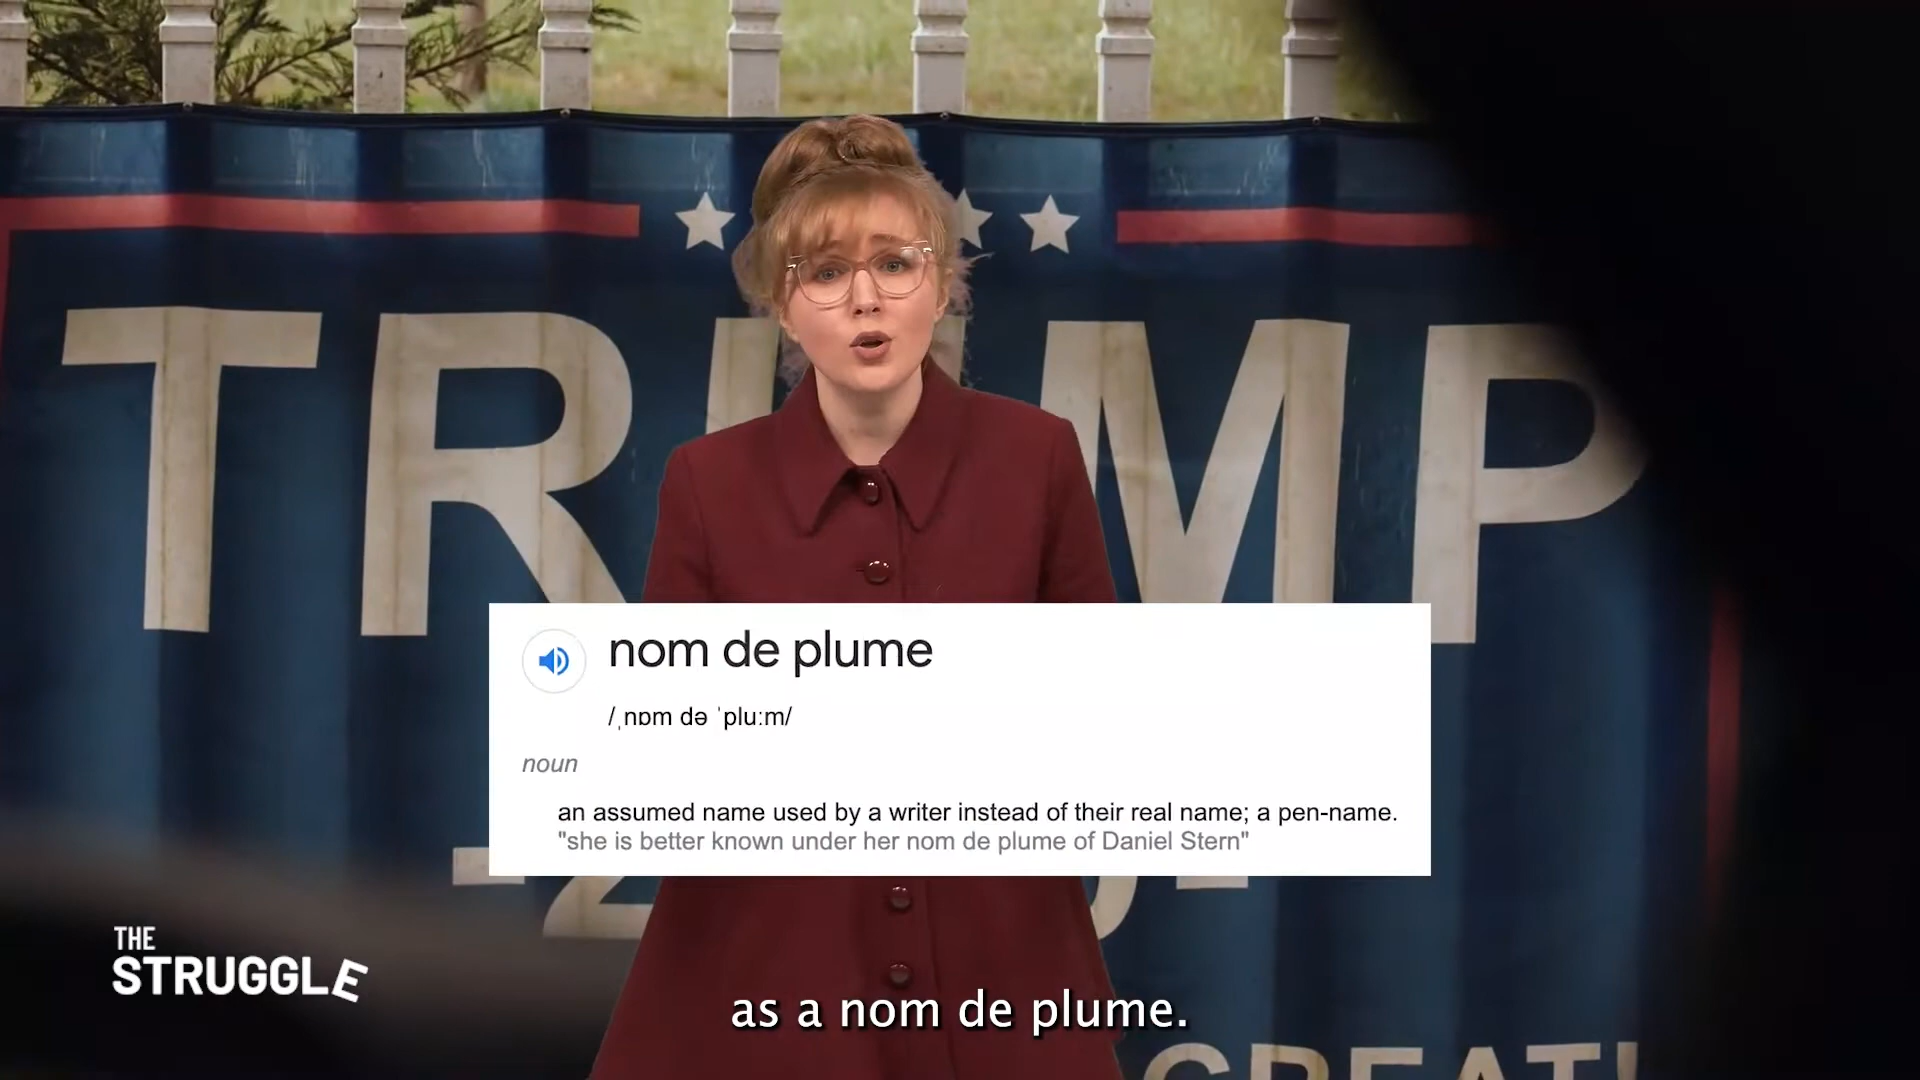 TRUMP
nom de plume
/ˌnɒm də ˈpluːm/
noun
an assumed name used by a writer instead of their real name; a pen-name.
"she is better known under her nom de plume of Daniel Stern"
THE
STRUGGLE
as a nom de plume.
GREAT!